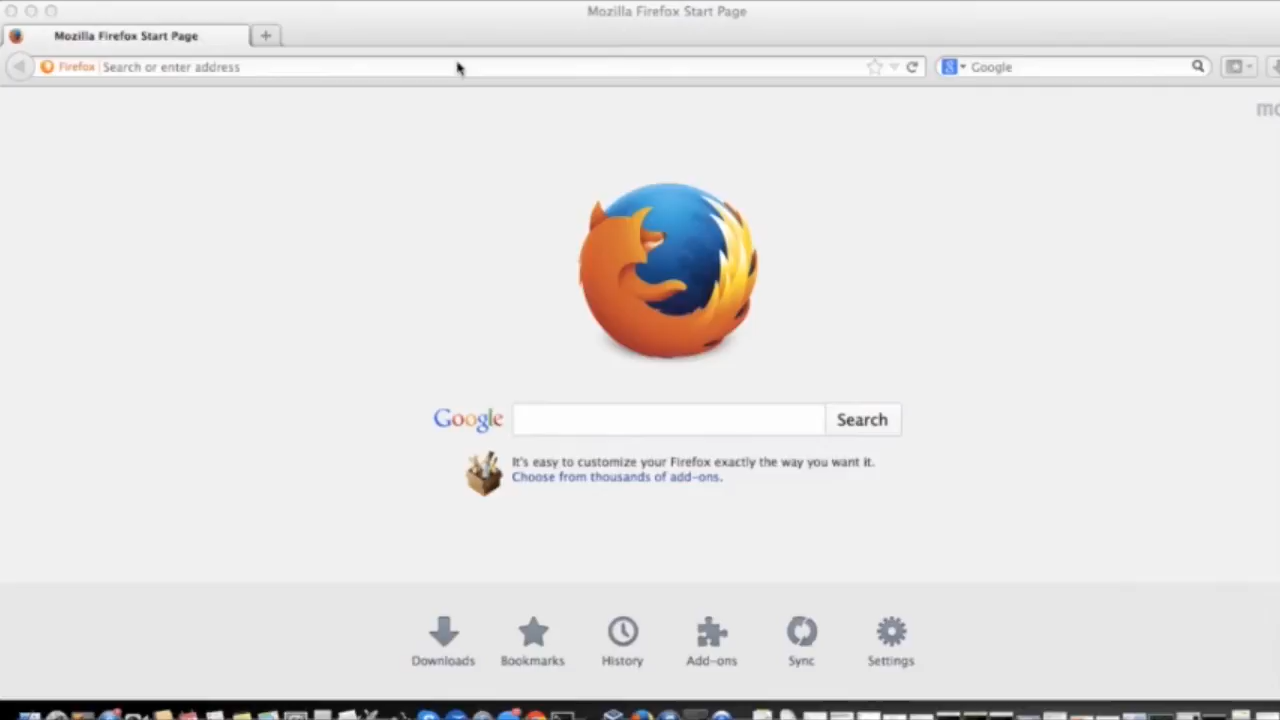 Mozilla Firefox Start Page
Mozilla Firefox Start Page
Firefox Search or enter address
Google
Google
Search
It's easy to customize your Firefox exactly the way you want it.
Choose from thousands of add-ons.
Downloads Bookmarks History Add-ons Sync Settings